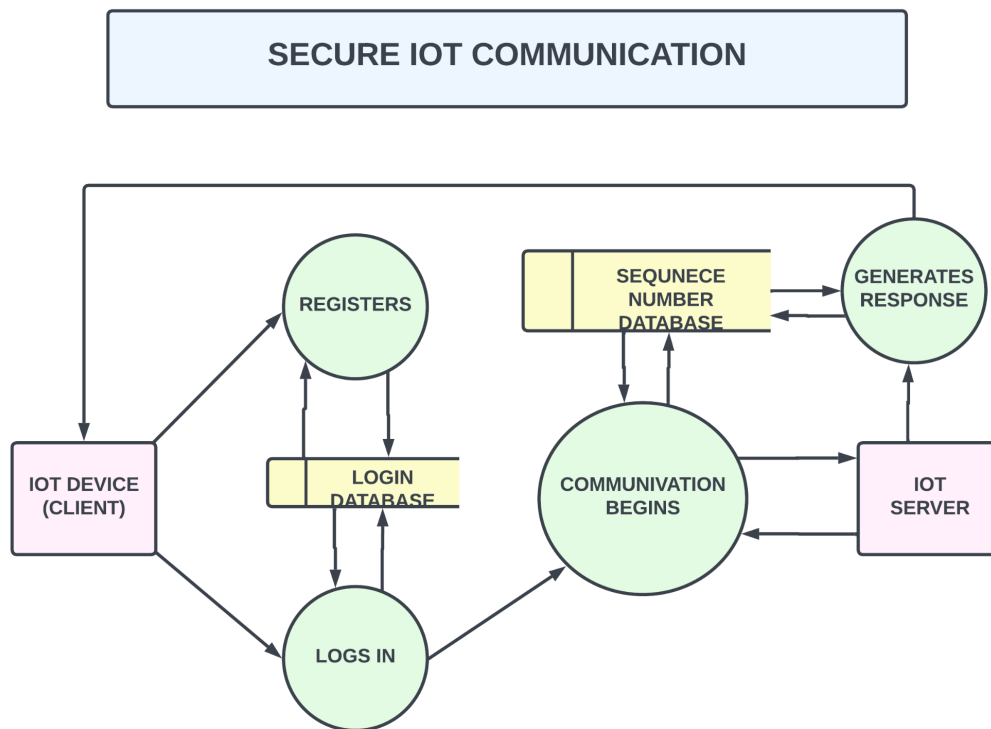 SECURE IOT COMMUNICATION
REGISTERS
SEQUNECE
NUMBER
DATABASE
GENERATES
RESPONSE
IOT DEVICE
(CLIENT)
LOGIN
DATABASE
COMMUNIVATION
BEGINS
IOT
SERVER
LOGS IN